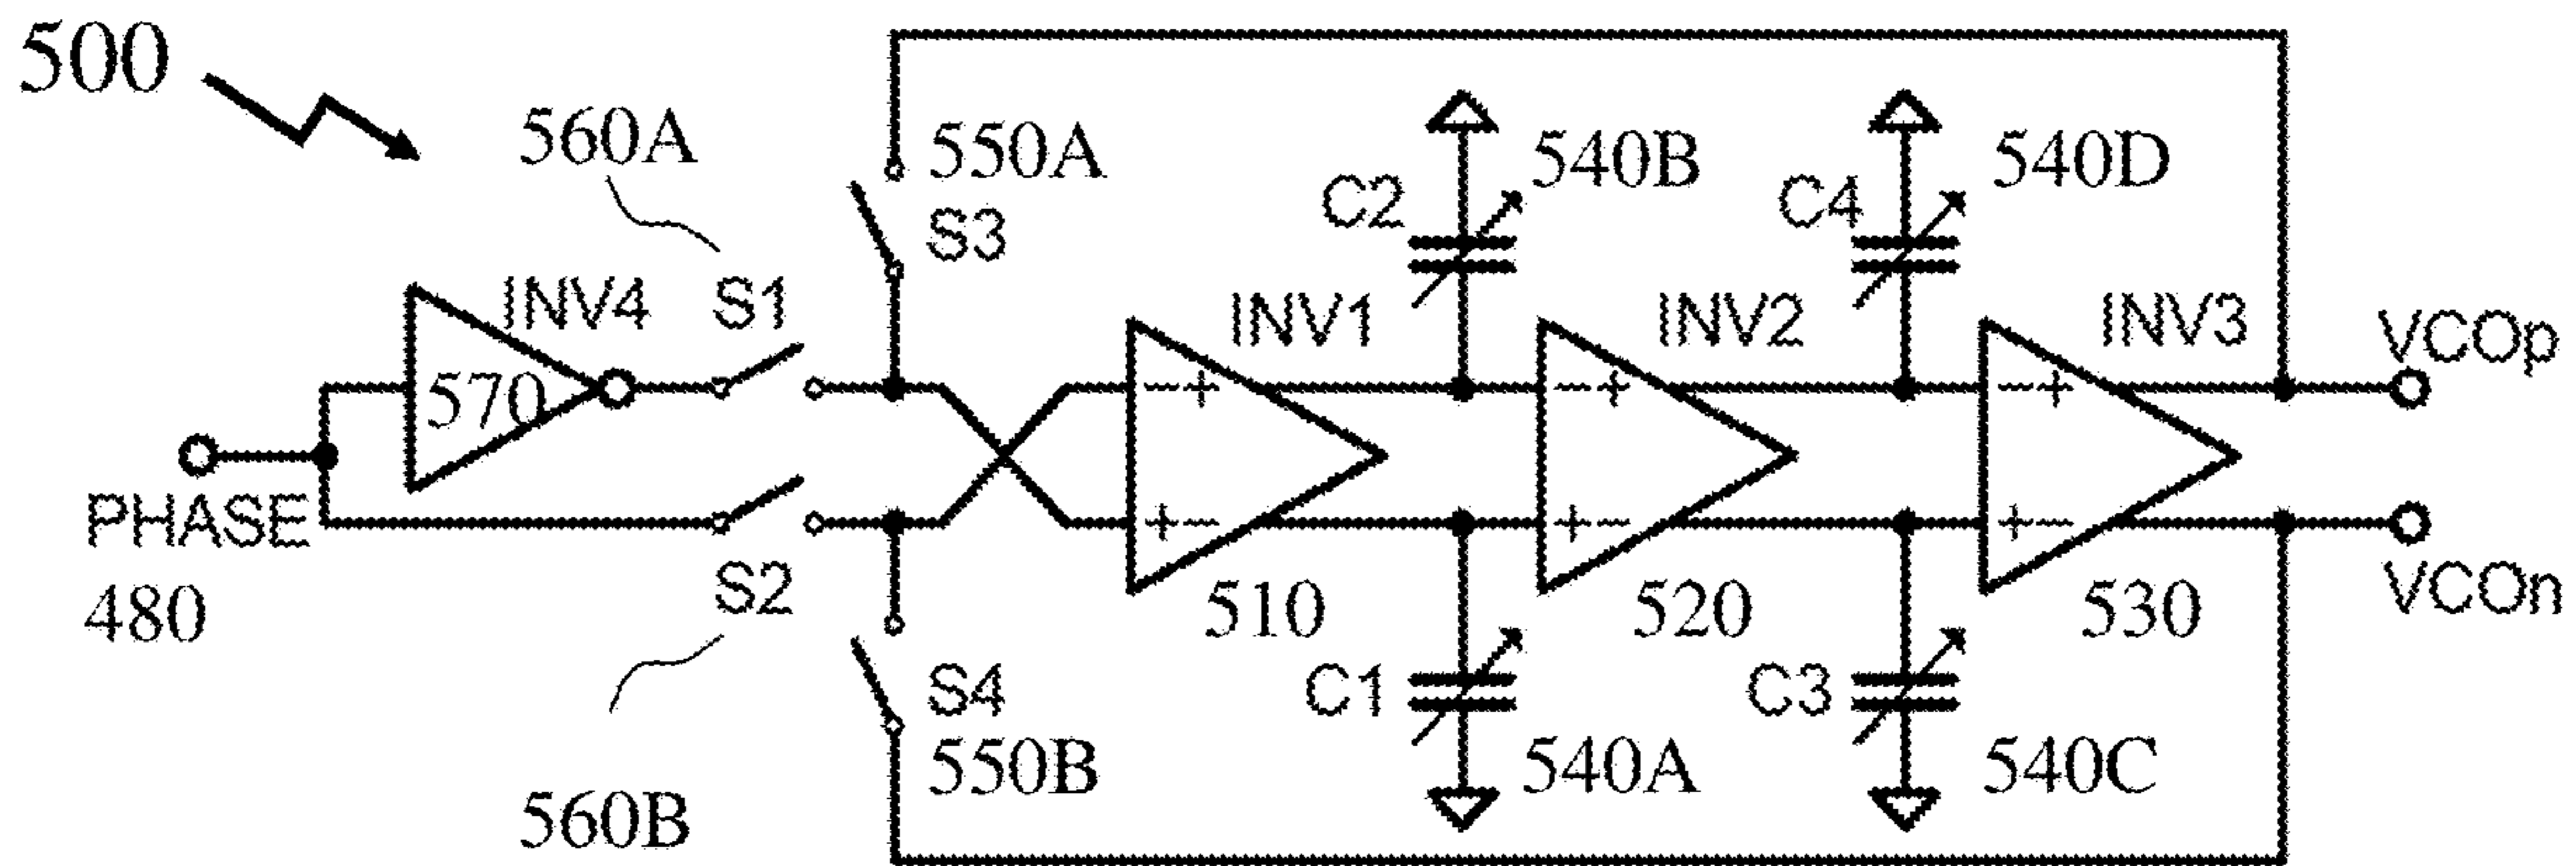 500
560A
550A
540B
540D
C2
C4
S3
INV4
S1
INV1
INV2
INV3
VCOp
570
-+
-+
-+
PHASE
+-
+-
+-
480
S2
510
520
530
VCOn
S4
C1
C3
550B
540A
540C
560B